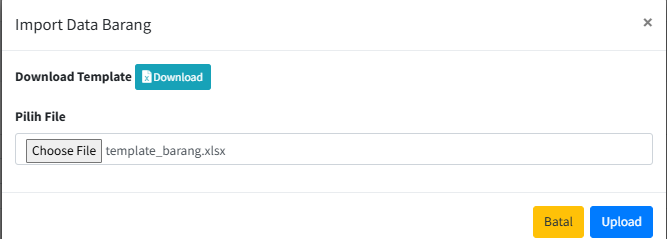 Import Data Barang ×
Download Template Download
Pilih File
Choose File template_barang.xlsx
Batal Upload